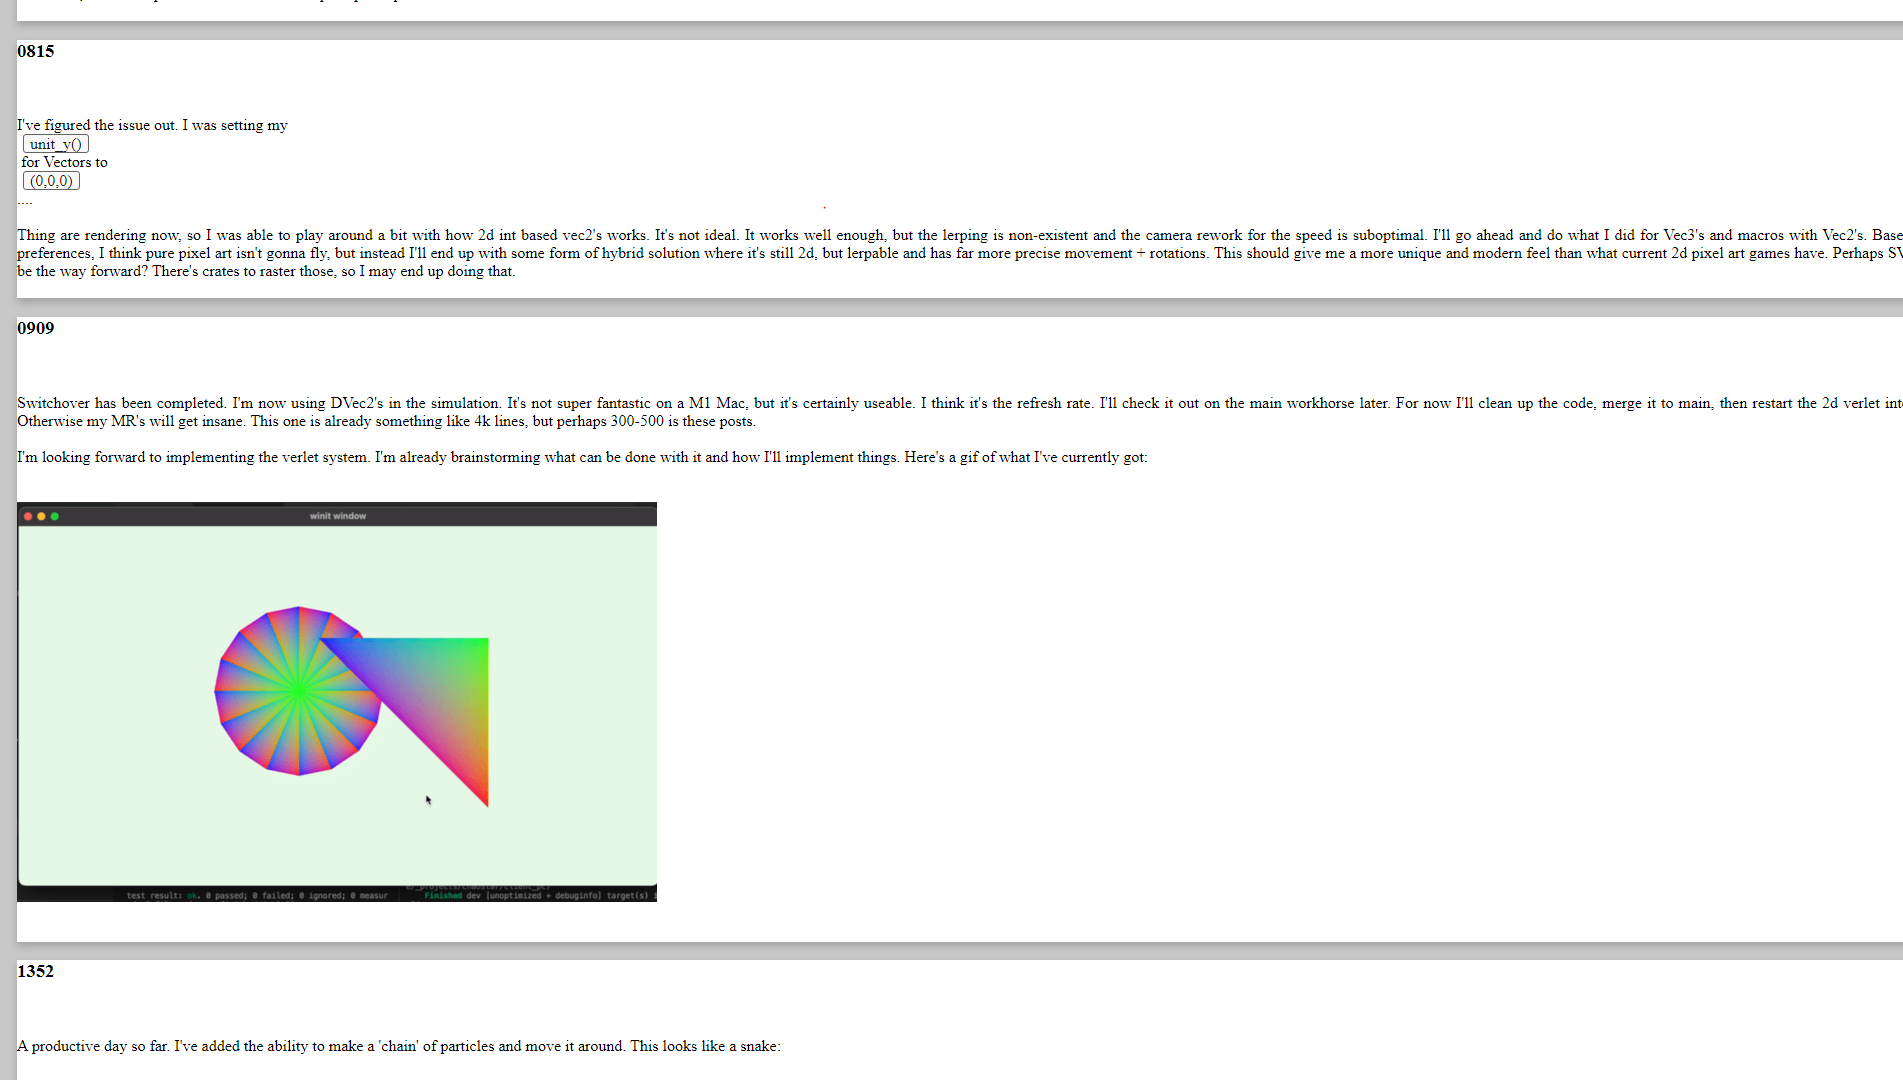 0815
I've figured the issue out. I was setting my
unit_y()
for Vectors to
(0,0,0)
....
Thing are rendering now, so I was able to play around a bit with how 2d int based vec2's works. It's not ideal. It works well enough, but the lerping is non-existent and the camera rework for the speed is suboptimal. I'll go ahead and do what I did for Vec3's and macros with Vec2's. Base
preferences, I think pure pixel art isn't gonna fly, but instead I'll end up with some form of hybrid solution where it's still 2d, but lerpable and has far more precise movement + rotations. This should give me a more unique and modern feel than what current 2d pixel art games have. Perhaps SV
be the way forward? There's crates to raster those, so I may end up doing that.
0909
Switchover has been completed. I'm now using DVec2's in the simulation. It's not super fantastic on a M1 Mac, but it's certainly useable. I think it's the refresh rate. I'll check it out on the main workhorse later. For now I'll clean up the code, merge it to main, then restart the 2d verlet int
Otherwise my MR's will get insane. This one is already something like 4k lines, but perhaps 300-500 is these posts.
I'm looking forward to implementing the verlet system. I'm already brainstorming what can be done with it and how I'll implement things. Here's a gif of what I've currently got:
winit window
test result: ok. 0 passed; 0 failed; 0 ignored; 0 measur
Finished dev [unoptimized + debuginfo] target(s)
1352
A productive day so far. I've added the ability to make a 'chain' of particles and move it around. This looks like a snake: